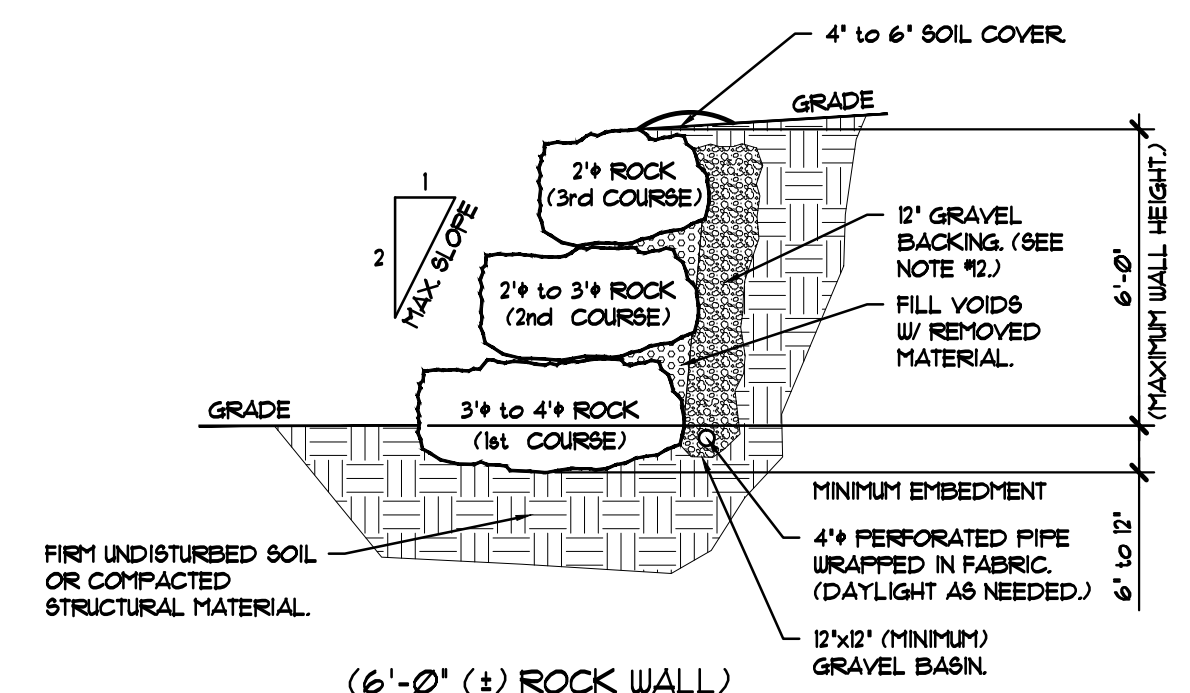 4" to 6" SOIL COVER
GRADE
2'ϕ ROCK
(3rd COURSE)
1
2
MAX. SLOPE
12" GRAVEL
BACKING. (SEE
NOTE #12.)
2'ϕ to 3'ϕ ROCK
(2nd COURSE)
FILL VOIDS
W/ REMOVED
MATERIAL.
6'-0"
(MAXIMUM WALL HEIGHT.)
GRADE
3'ϕ to 4'ϕ ROCK
(1st COURSE)
MINIMUM EMBEDMENT
6" to 12"
4"ϕ PERFORATED PIPE
WRAPPED IN FABRIC.
(DAYLIGHT AS NEEDED.)
FIRM UNDISTURBED SOIL
OR COMPACTED
STRUCTURAL MATERIAL.
12"x12" (MINIMUM)
GRAVEL BASIN.
(6'-0" (±) ROCK WALL)